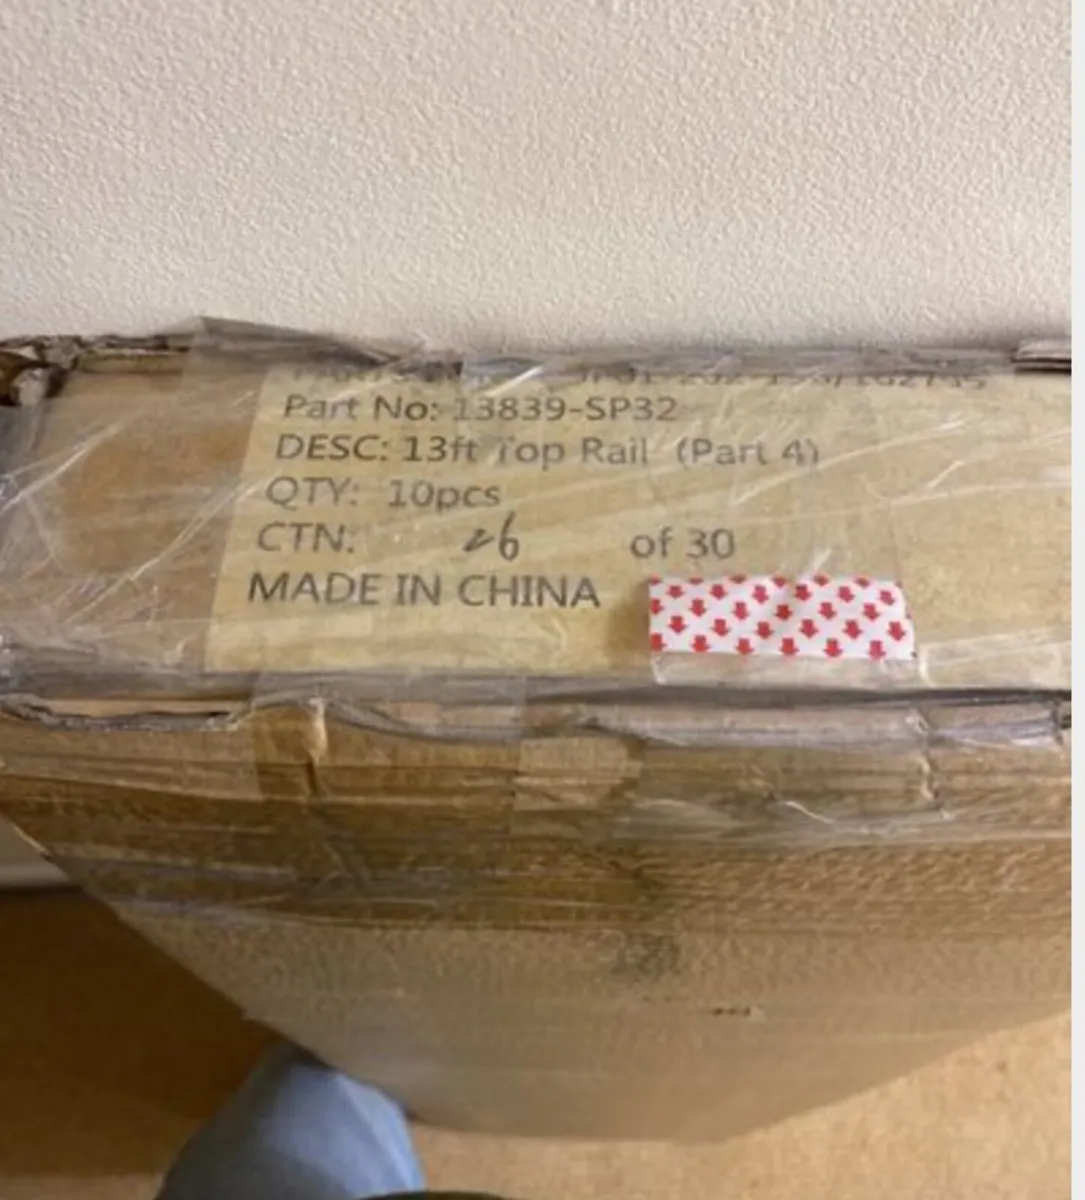 Part No: 13839-SP32
DESC: 13ft Top Rail (Part 4)
QTY: 10pcs
CTN: 26 of 30
MADE IN CHINA